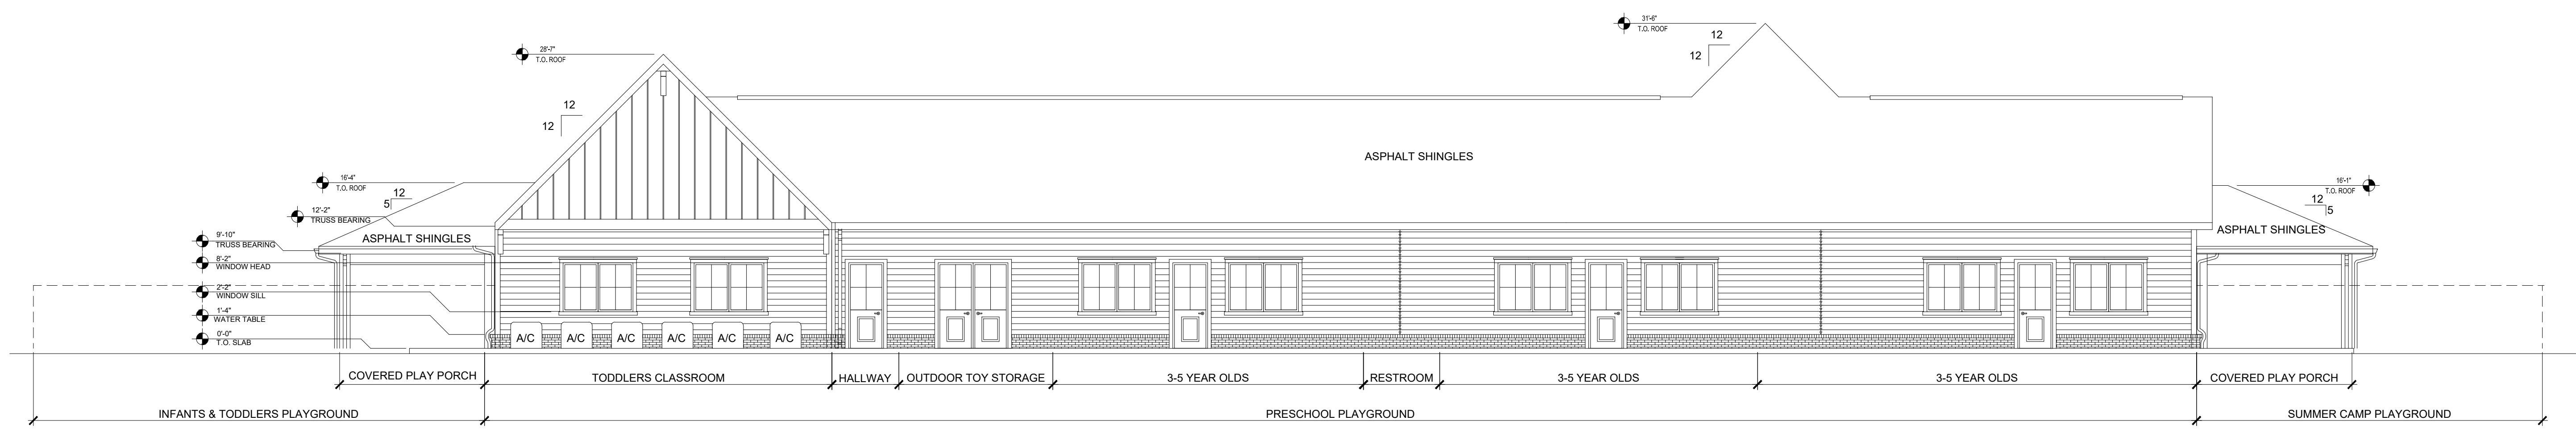 31'-6"
T.O. ROOF
12
12
28'-7"
T.O. ROOF
12
12
ASPHALT SHINGLES
16'-4"
T.O. ROOF
12
5
16'-1"
T.O. ROOF
12
5
12'-2"
TRUSS BEARING
ASPHALT SHINGLES
ASPHALT SHINGLES
9'-10"
TRUSS BEARING
8'-2"
WINDOW HEAD
2'-2"
WINDOW SILL
1'-4"
WATER TABLE
0'-0"
T.O. SLAB
A/C A/C A/C A/C A/C A/C
COVERED PLAY PORCH TODDLERS CLASSROOM HALLWAY OUTDOOR TOY STORAGE 3-5 YEAR OLDS RESTROOM 3-5 YEAR OLDS 3-5 YEAR OLDS COVERED PLAY PORCH
INFANTS & TODDLERS PLAYGROUND PRESCHOOL PLAYGROUND SUMMER CAMP PLAYGROUND